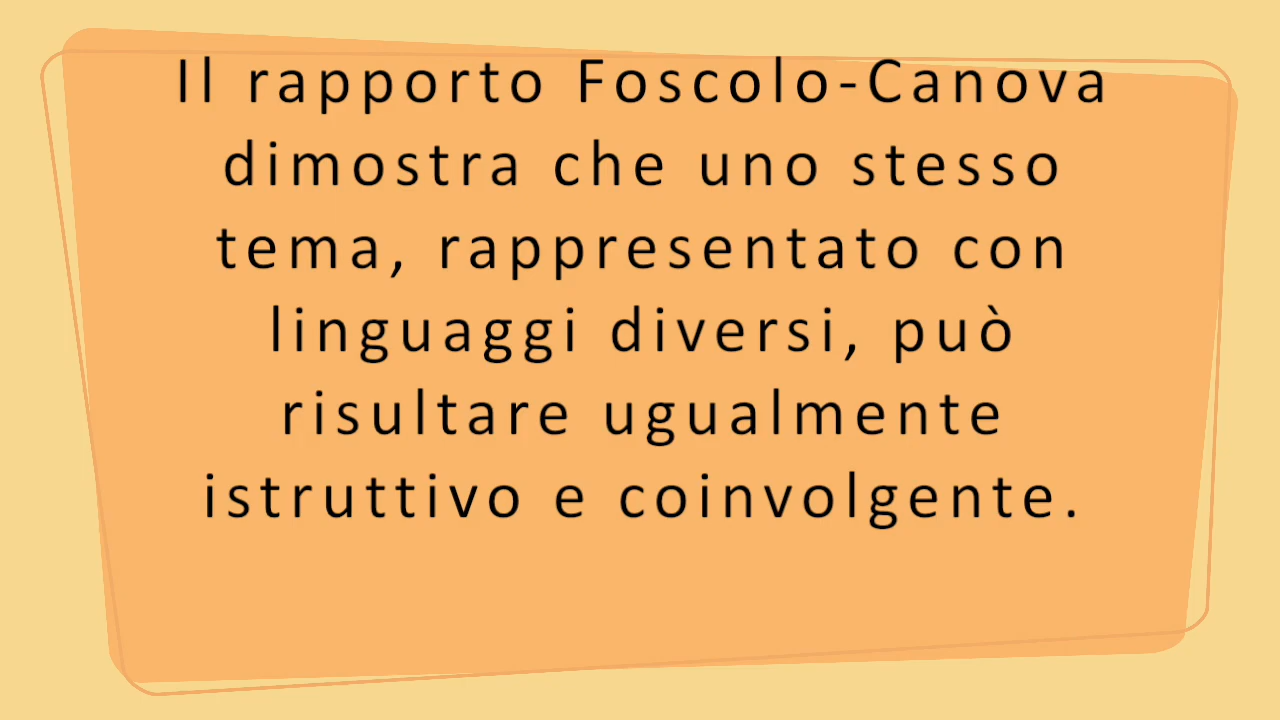 Il rapporto Foscolo-Canova
dimostra che uno stesso
tema, rappresentato con
linguaggi diversi, può
risultare ugualmente
istruttivo e coinvolgente.